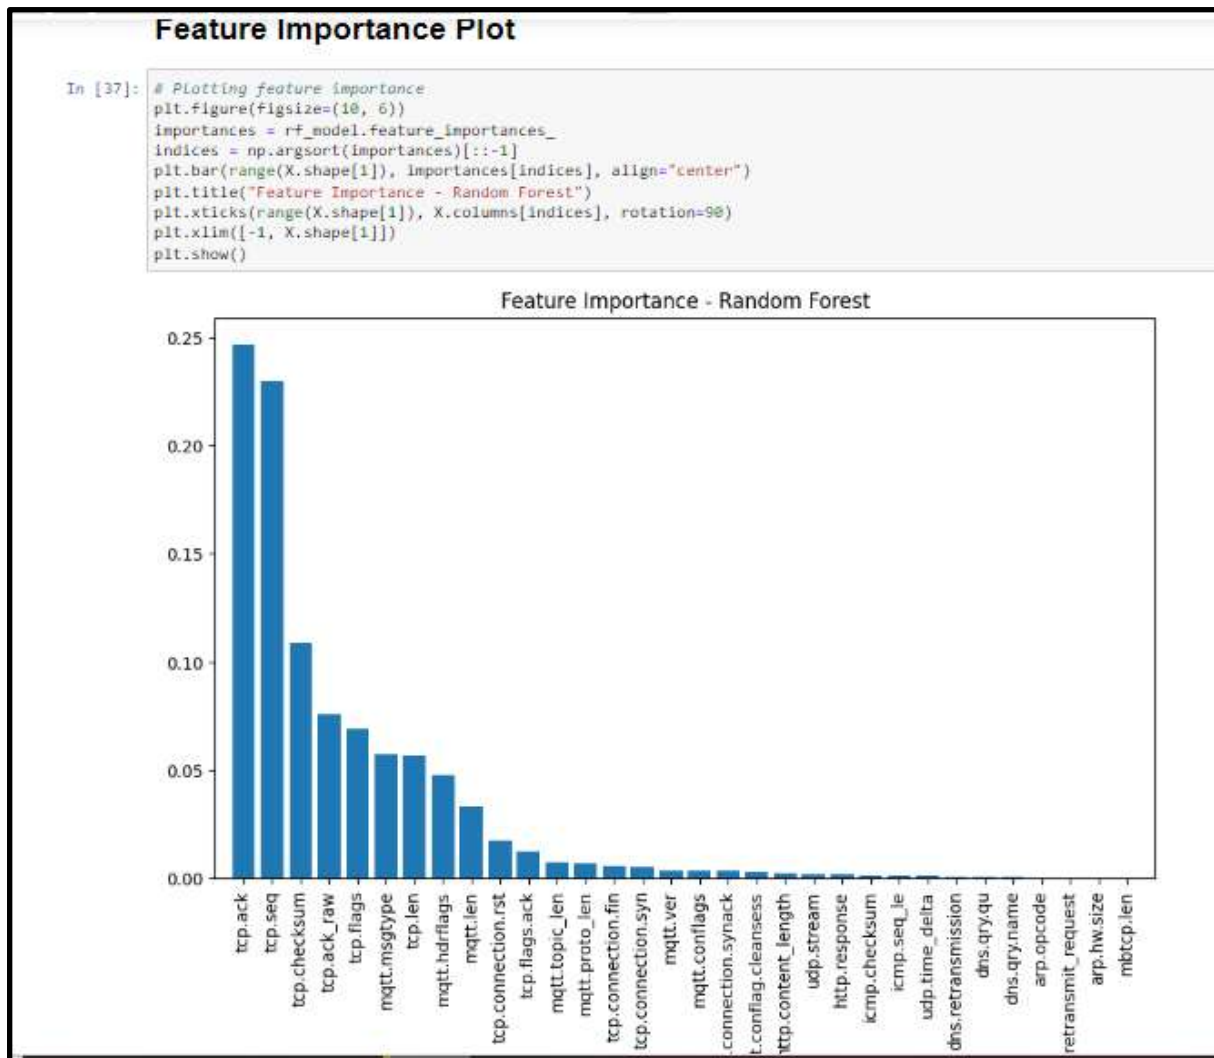 Feature Importance Plot
In [37]: # Plotting feature importance
plt.figure(figsize=(10, 6))
importances = rf_model.feature_importances_
indices = np.argsort(importances)[::-1]
plt.bar(range(X.shape[1]), importances[indices], align="center")
plt.title("Feature Importance - Random Forest")
plt.xticks(range(X.shape[1]), X.columns[indices], rotation=90)
plt.xlim([-1, X.shape[1]])
plt.show()
Feature Importance - Random Forest
0.25
0.20
0.15
0.10
0.05
0.00
tcp.ack
tcp.seq
tcp.checksum
tcp.ack_raw
tcp.flags
mqtt.msgtype
tcp.len
mqtt.hdrflags
mqtt.len
tcp.connection.rst
tcp.flags.ack
mqtt.topic_len
mqtt.proto_len
tcp.connection.fin
tcp.connection.syn
mqtt.ver
mqtt.conflags
.connection.synack
t.conflag.cleansess
http.content_length
udp.stream
http.response
icmp.checksum
icmp.seq_le
udp.time_delta
dns.retransmission
dns.qry.qu
dns.qry.name
arp.opcode
retransmit_request
arp.hw.size
mbtcp.len